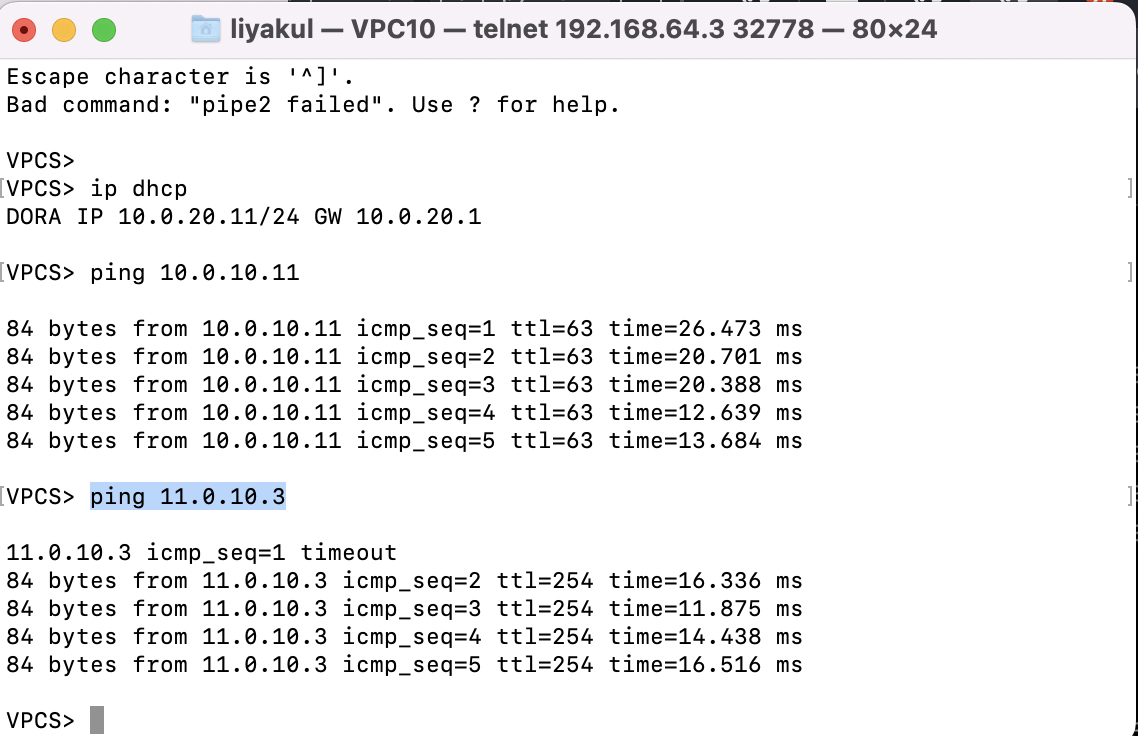 liyakul — VPC10 — telnet 192.168.64.3 32778 — 80×24
Escape character is '^]'.
Bad command: "pipe2 failed". Use ? for help.
VPCS>
[VPCS> ip dhcp ]
DORA IP 10.0.20.11/24 GW 10.0.20.1
[VPCS> ping 10.0.10.11 ]
84 bytes from 10.0.10.11 icmp_seq=1 ttl=63 time=26.473 ms
84 bytes from 10.0.10.11 icmp_seq=2 ttl=63 time=20.701 ms
84 bytes from 10.0.10.11 icmp_seq=3 ttl=63 time=20.388 ms
84 bytes from 10.0.10.11 icmp_seq=4 ttl=63 time=12.639 ms
84 bytes from 10.0.10.11 icmp_seq=5 ttl=63 time=13.684 ms
[VPCS> ping 11.0.10.3 ]
11.0.10.3 icmp_seq=1 timeout
84 bytes from 11.0.10.3 icmp_seq=2 ttl=254 time=16.336 ms
84 bytes from 11.0.10.3 icmp_seq=3 ttl=254 time=11.875 ms
84 bytes from 11.0.10.3 icmp_seq=4 ttl=254 time=14.438 ms
84 bytes from 11.0.10.3 icmp_seq=5 ttl=254 time=16.516 ms
VPCS>